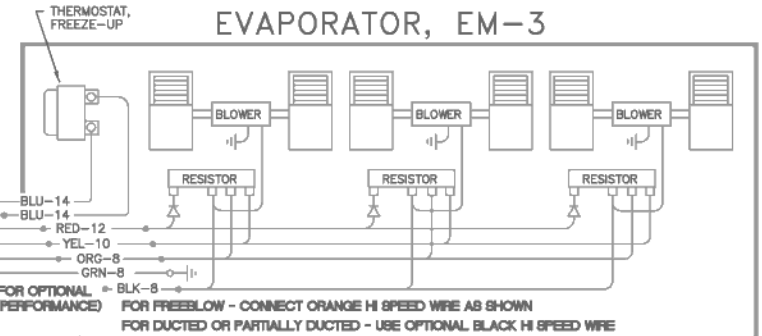 THERMOSTAT,
FREEZE-UP
EVAPORATOR, EM-3
BLOWER
BLOWER
BLOWER
RESISTOR
RESISTOR
RESISTOR
BLU-14
BLU-14
RED-12
YEL-10
ORG-8
GRN-8
BLK-8
FOR OPTIONAL
PERFORMANCE)
FOR FREEBLOW - CONNECT ORANGE HI SPEED WIRE AS SHOWN
FOR DUCTED OR PARTIALLY DUCTED - USE OPTIONAL BLACK HI SPEED WIRE